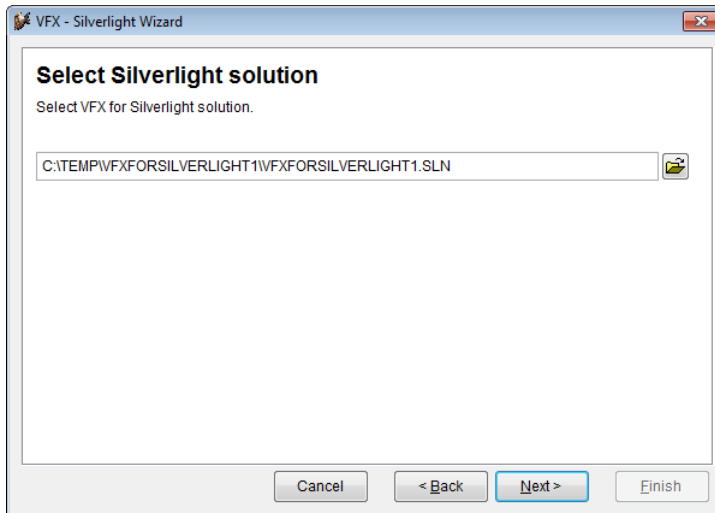 VFX - Silverlight Wizard
Select Silverlight solution
Select VFX for Silverlight solution.
C:\TEMP\VFXFORSILVERLIGHT1\VFXFORSILVERLIGHT1.SLN
Cancel
< Back
Next >
Finish